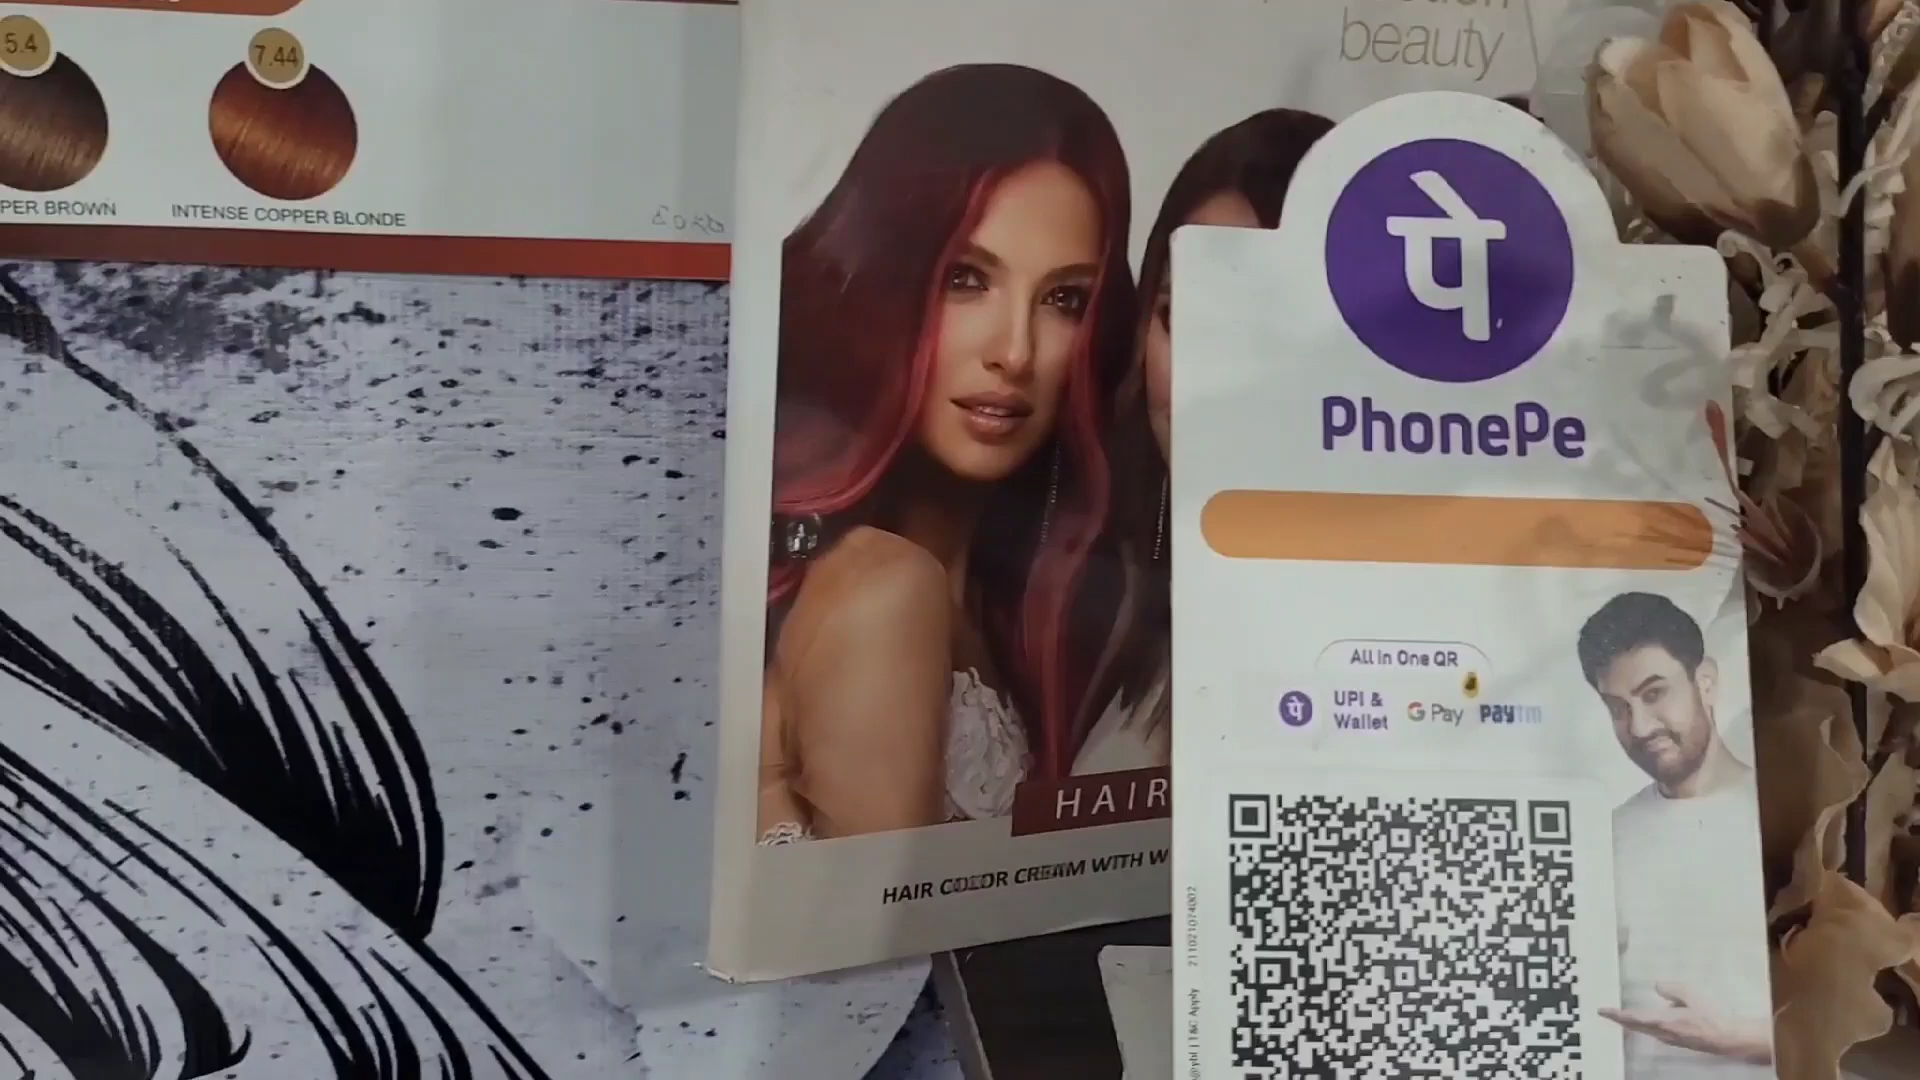 5.4
7.44
PER BROWN
INTENSE COPPER BLONDE
beauty
HAIR
HAIR COLOR CREAM WITH W
पे
PhonePe
All in One QR
पे
UPI &
Wallet
G Pay
paytm
T&C Apply